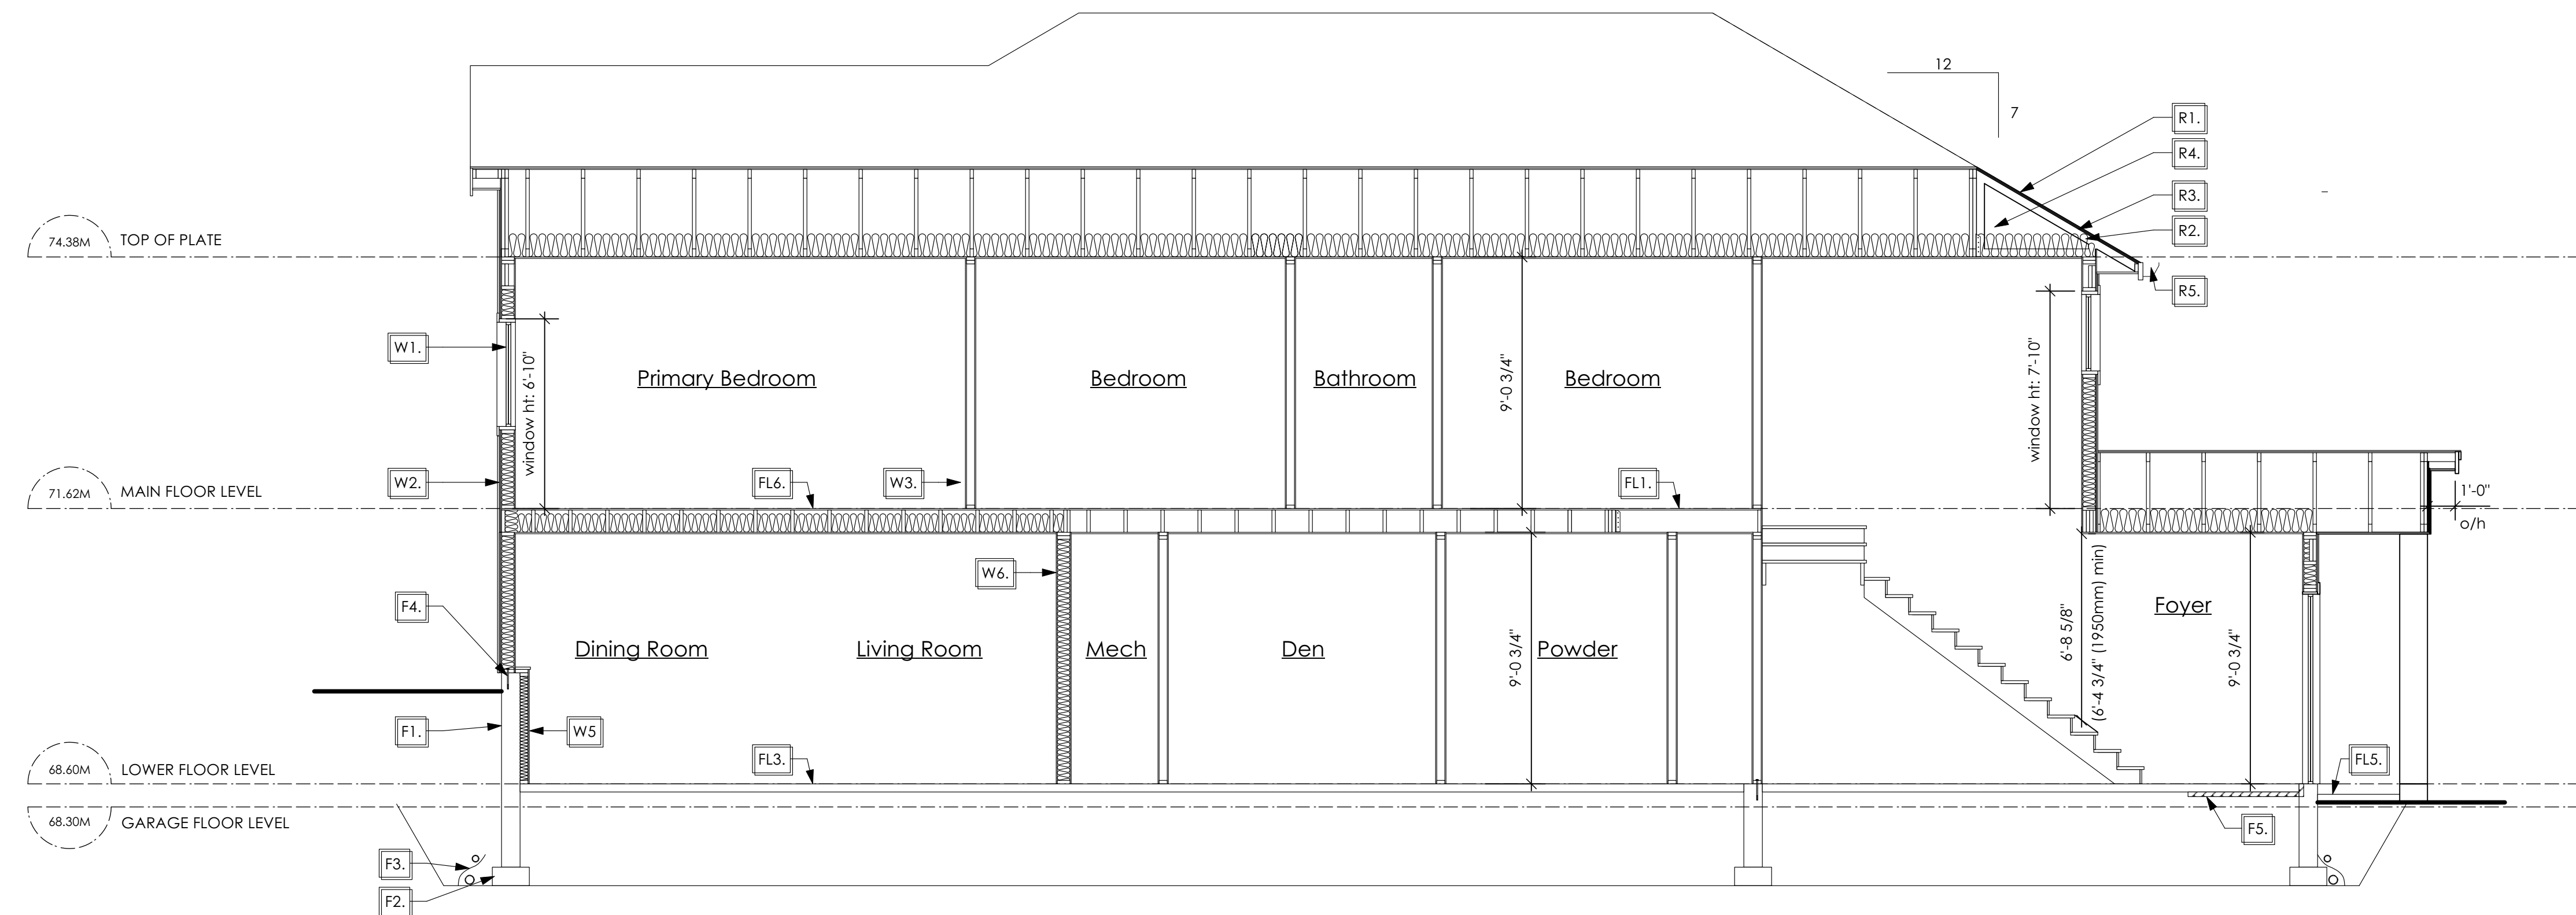 12
7
R1.
R4.
R3.
R2.
R5.
74.38M TOP OF PLATE
W1.
window ht: 6'-10"
Primary Bedroom
Bedroom
Bathroom
9'-0 3/4"
Bedroom
window ht: 7'-10"
W2.
FL6.
W3.
FL1.
71.62M MAIN FLOOR LEVEL
1'-0"
o/h
W6.
F4.
Dining Room
Living Room
Mech
Den
9'-0 3/4"
Powder
6'-8 5/8"
(6'-4 3/4" (1950mm) min)
Foyer
9'-0 3/4"
F1.
W5
FL3.
FL5.
68.60M LOWER FLOOR LEVEL
68.30M GARAGE FLOOR LEVEL
F5.
F3.
F2.